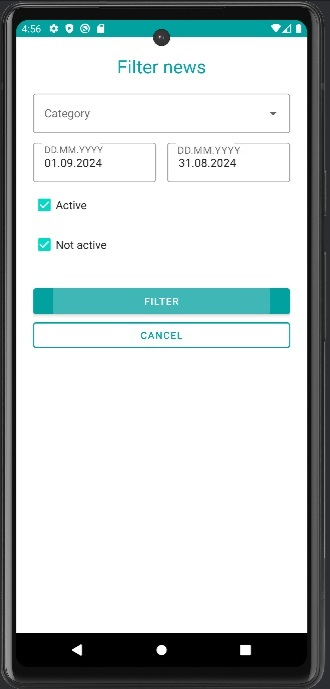 4:56
Filter news
Category
DD.MM.YYYY DD.MM.YYYY
01.09.2024 31.08.2024
Active
Not active
FILTER
CANCEL